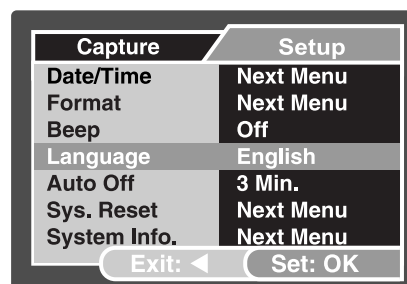 Capture Setup
Date/Time Next Menu
Format Next Menu
Beep Off
Language English
Auto Off 3 Min.
Sys. Reset Next Menu
System Info. Next Menu
Exit: ◀ Set: OK